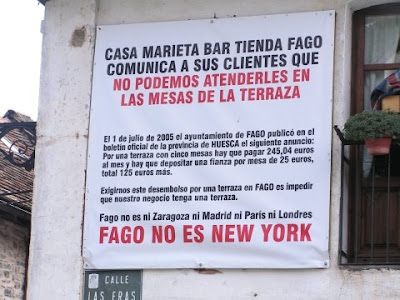 CASA MARIETA BAR TIENDA FAGO
COMUNICA A SUS CLIENTES QUE
NO PODEMOS ATENDERLES EN
LAS MESAS DE LA TERRAZA
El 1 de julio de 2005 el ayuntamiento de FAGO publicó en el
boletín oficial de la provincia de HUESCA el siguiente anuncio:
Por una terraza con cinco mesas hay que pagar 245,04 euros
al mes y hay que depositar una fianza por mesa de 25 euros,
total 125 euros más.
Exigirnos este desembolso por una terraza en FAGO es impedir
que nuestro negocio tenga una terraza.
Fago no es ni Zaragoza ni Madrid ni París ni Londres
FAGO NO ES NEW YORK
CALLE
LAS ERAS